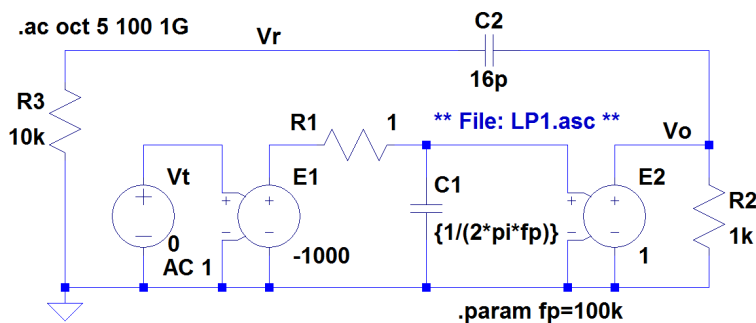 .ac oct 5 100 1G
Vr
C2
16p
R3
10k
R1
1
** File: LP1.asc **
Vo
Vt
E1
C1
E2
R2
1k
+
+
+
+
+
−
−
−
−
−
0
AC 1
-1000
{1/(2*pi*fp)}
1
.param fp=100k